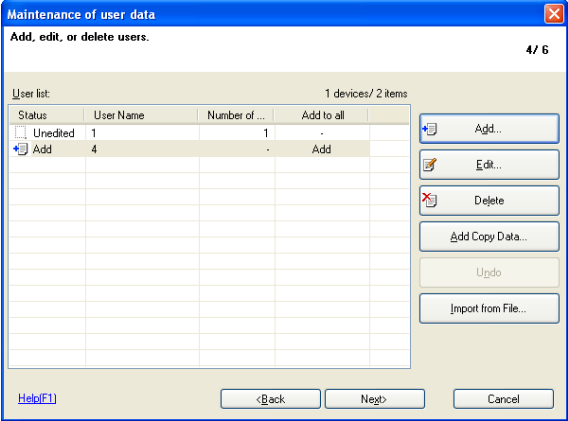 Maintenance of user data
Add, edit, or delete users.
4/ 6
User list: 1 devices/ 2 items
Status User Name Number of ... Add to all
Unedited 1 1 -
Add 4 - Add
Add...
Edit...
Delete
Add Copy Data...
Undo
Import from File...
Help(F1) <Back Next> Cancel